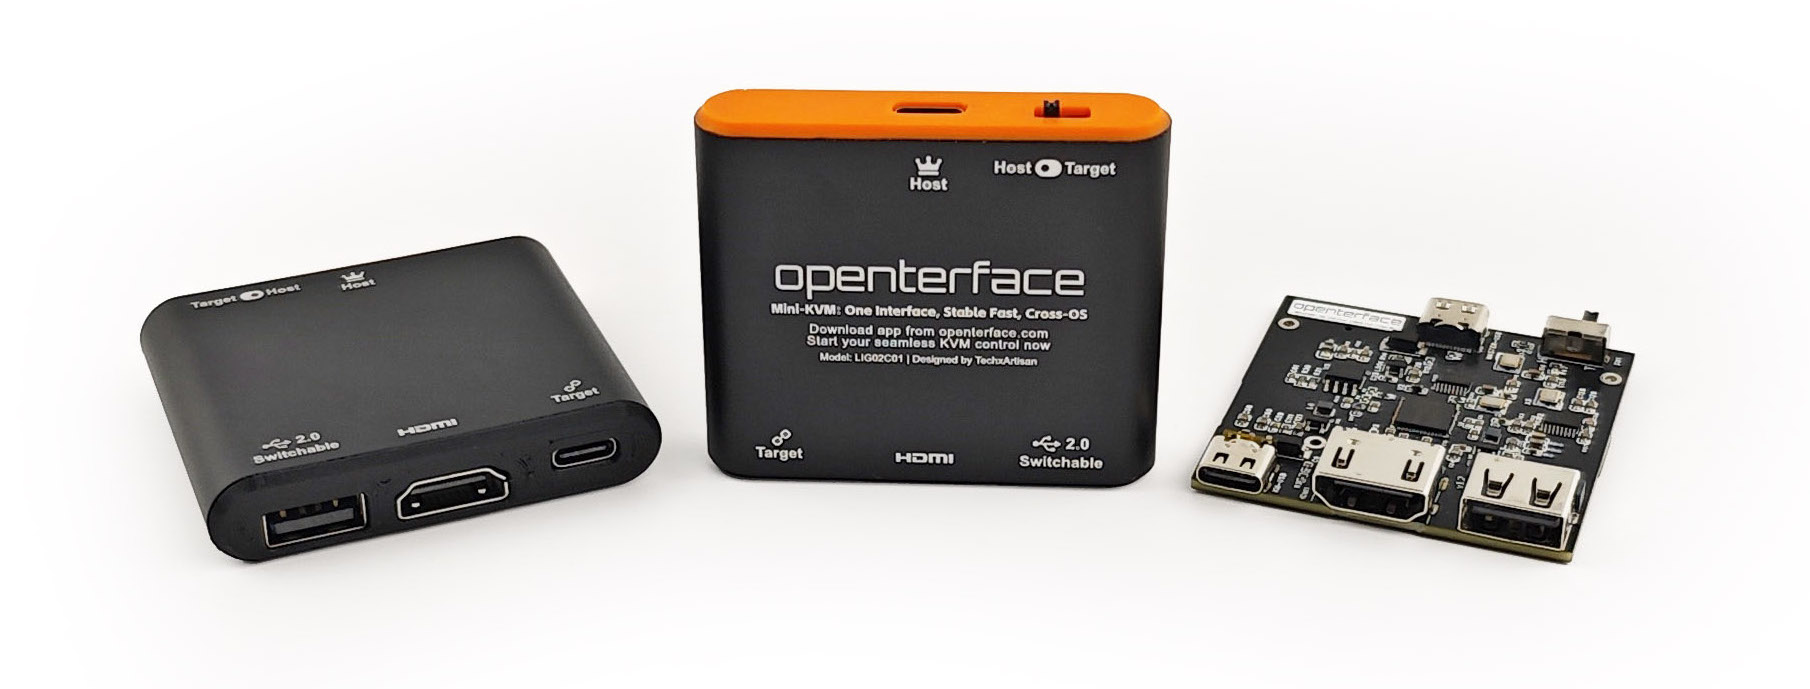 Target Host
Host
Target
2.0
Switchable
HDMI
Host
Host Target
openterface
Mini-KVM: One Interface, Stable Fast, Cross-OS
Download app from openterface.com
Start your seamless KVM control now
Model: LIG02C01 | Designed by TechxArtisan
Target
HDMI
2.0
Switchable
openterface